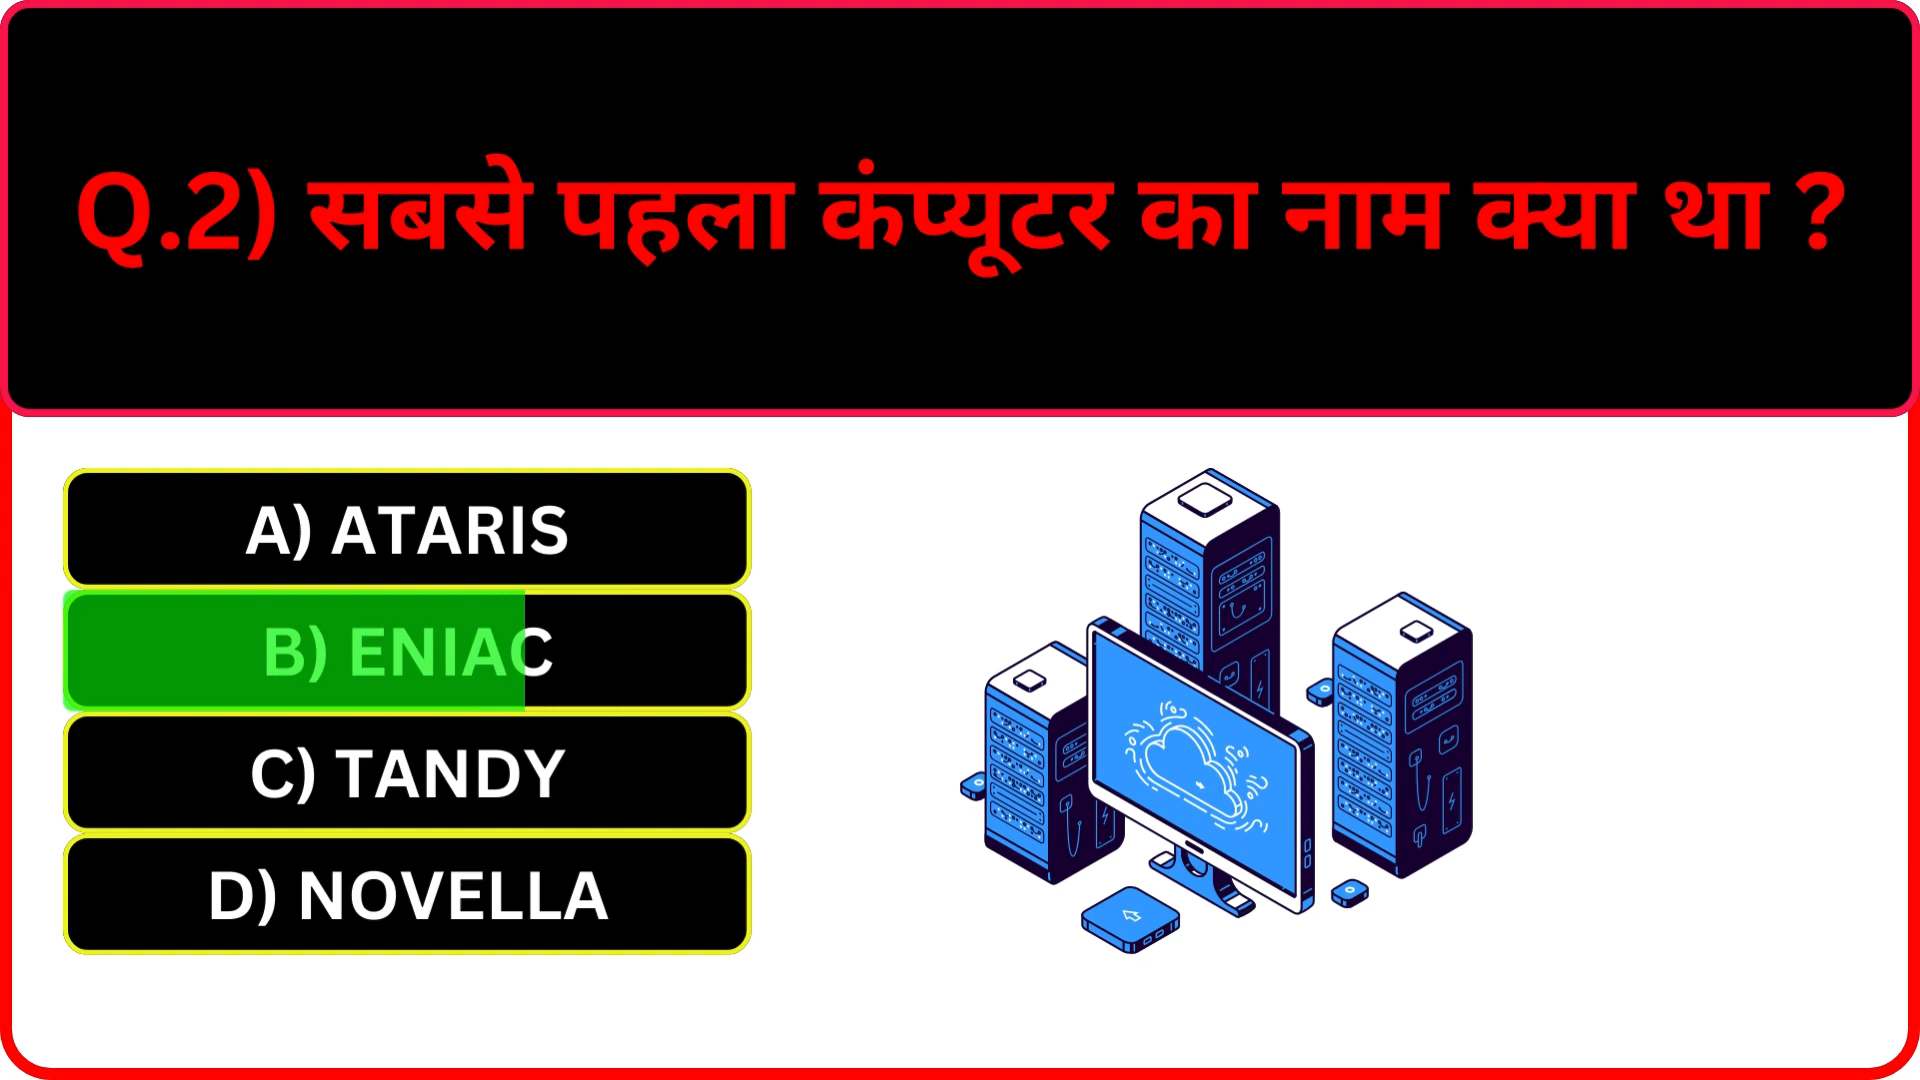 Q.2) सबसे पहला कंप्यूटर का नाम क्या था ?
A) ATARIS
B) ENIAC
C) TANDY
D) NOVELLA